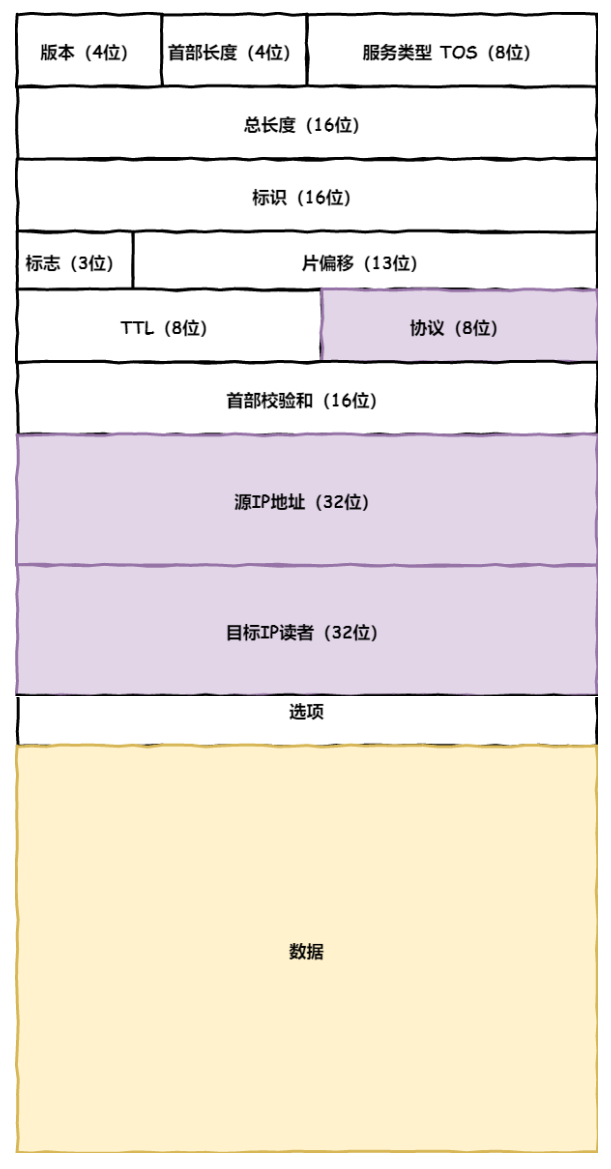 版本（4位） 首部长度（4位） 服务类型 TOS（8位）
总长度（16位）
标识（16位）
标志（3位） 片偏移（13位）
TTL（8位） 协议（8位）
首部校验和（16位）
源IP地址（32位）
目标IP读者（32位）
选项
数据